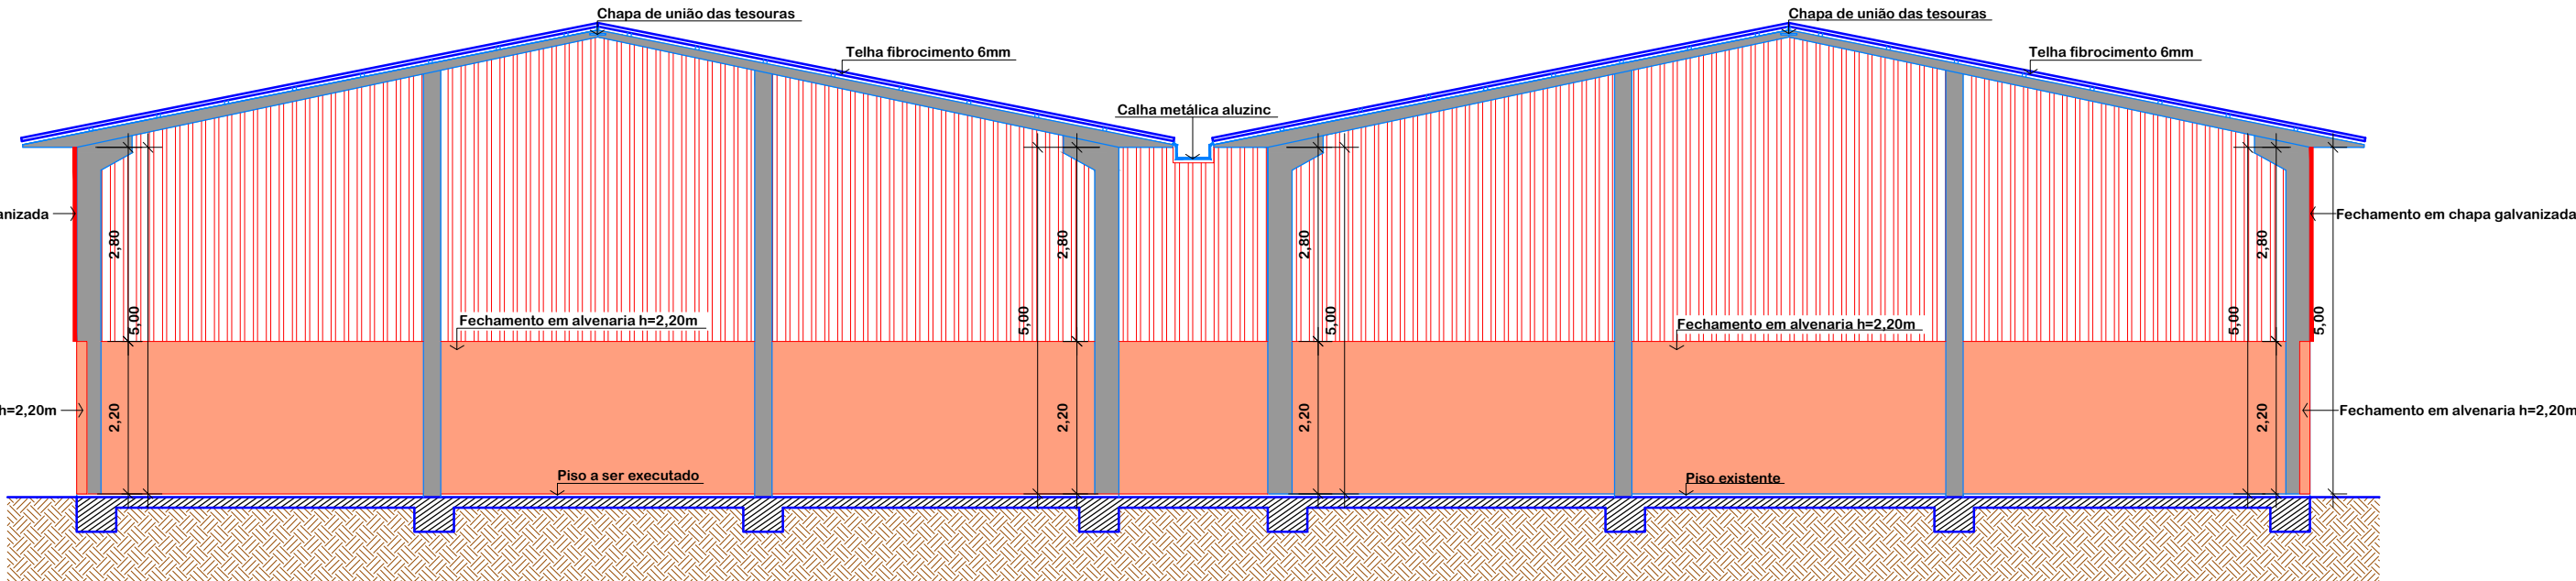 Chapa de união das tesouras
Chapa de união das tesouras
Telha fibrocimento 6mm
Telha fibrocimento 6mm
Calha metálica aluzinc
anizada
Fechamento em chapa galvanizada
2,80
2,80
2,80
2,80
5,00
5,00
5,00
5,00
5,00
Fechamento em alvenaria h=2,20m
Fechamento em alvenaria h=2,20m
h=2,20m
2,20
2,20
2,20
2,20
Fechamento em alvenaria h=2,20m
Piso a ser executado
Piso existente